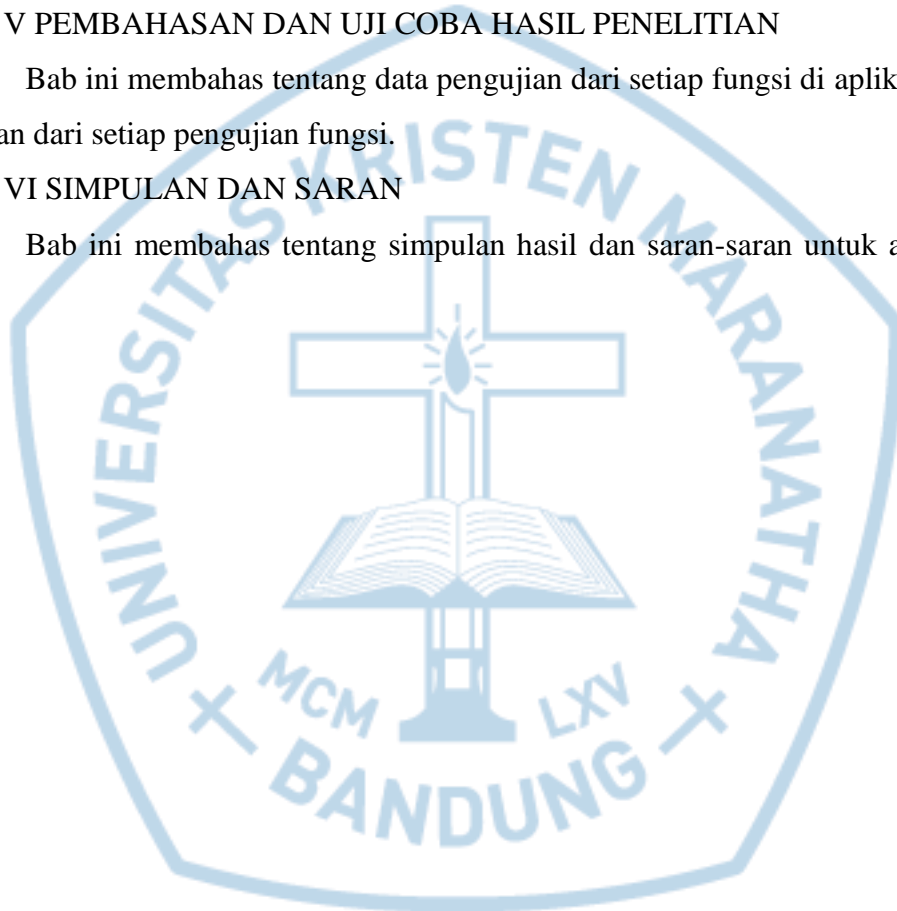 V PEMBAHASAN DAN UJI COBA HASIL PENELITIAN
Bab ini membahas tentang data pengujian dari setiap fungsi di aplik
an dari setiap pengujian fungsi.
VI SIMPULAN DAN SARAN
Bab ini membahas tentang simpulan hasil dan saran-saran untuk a
UNIVERSITAS KRISTEN MARANATHA
MCM LXV
BANDUNG